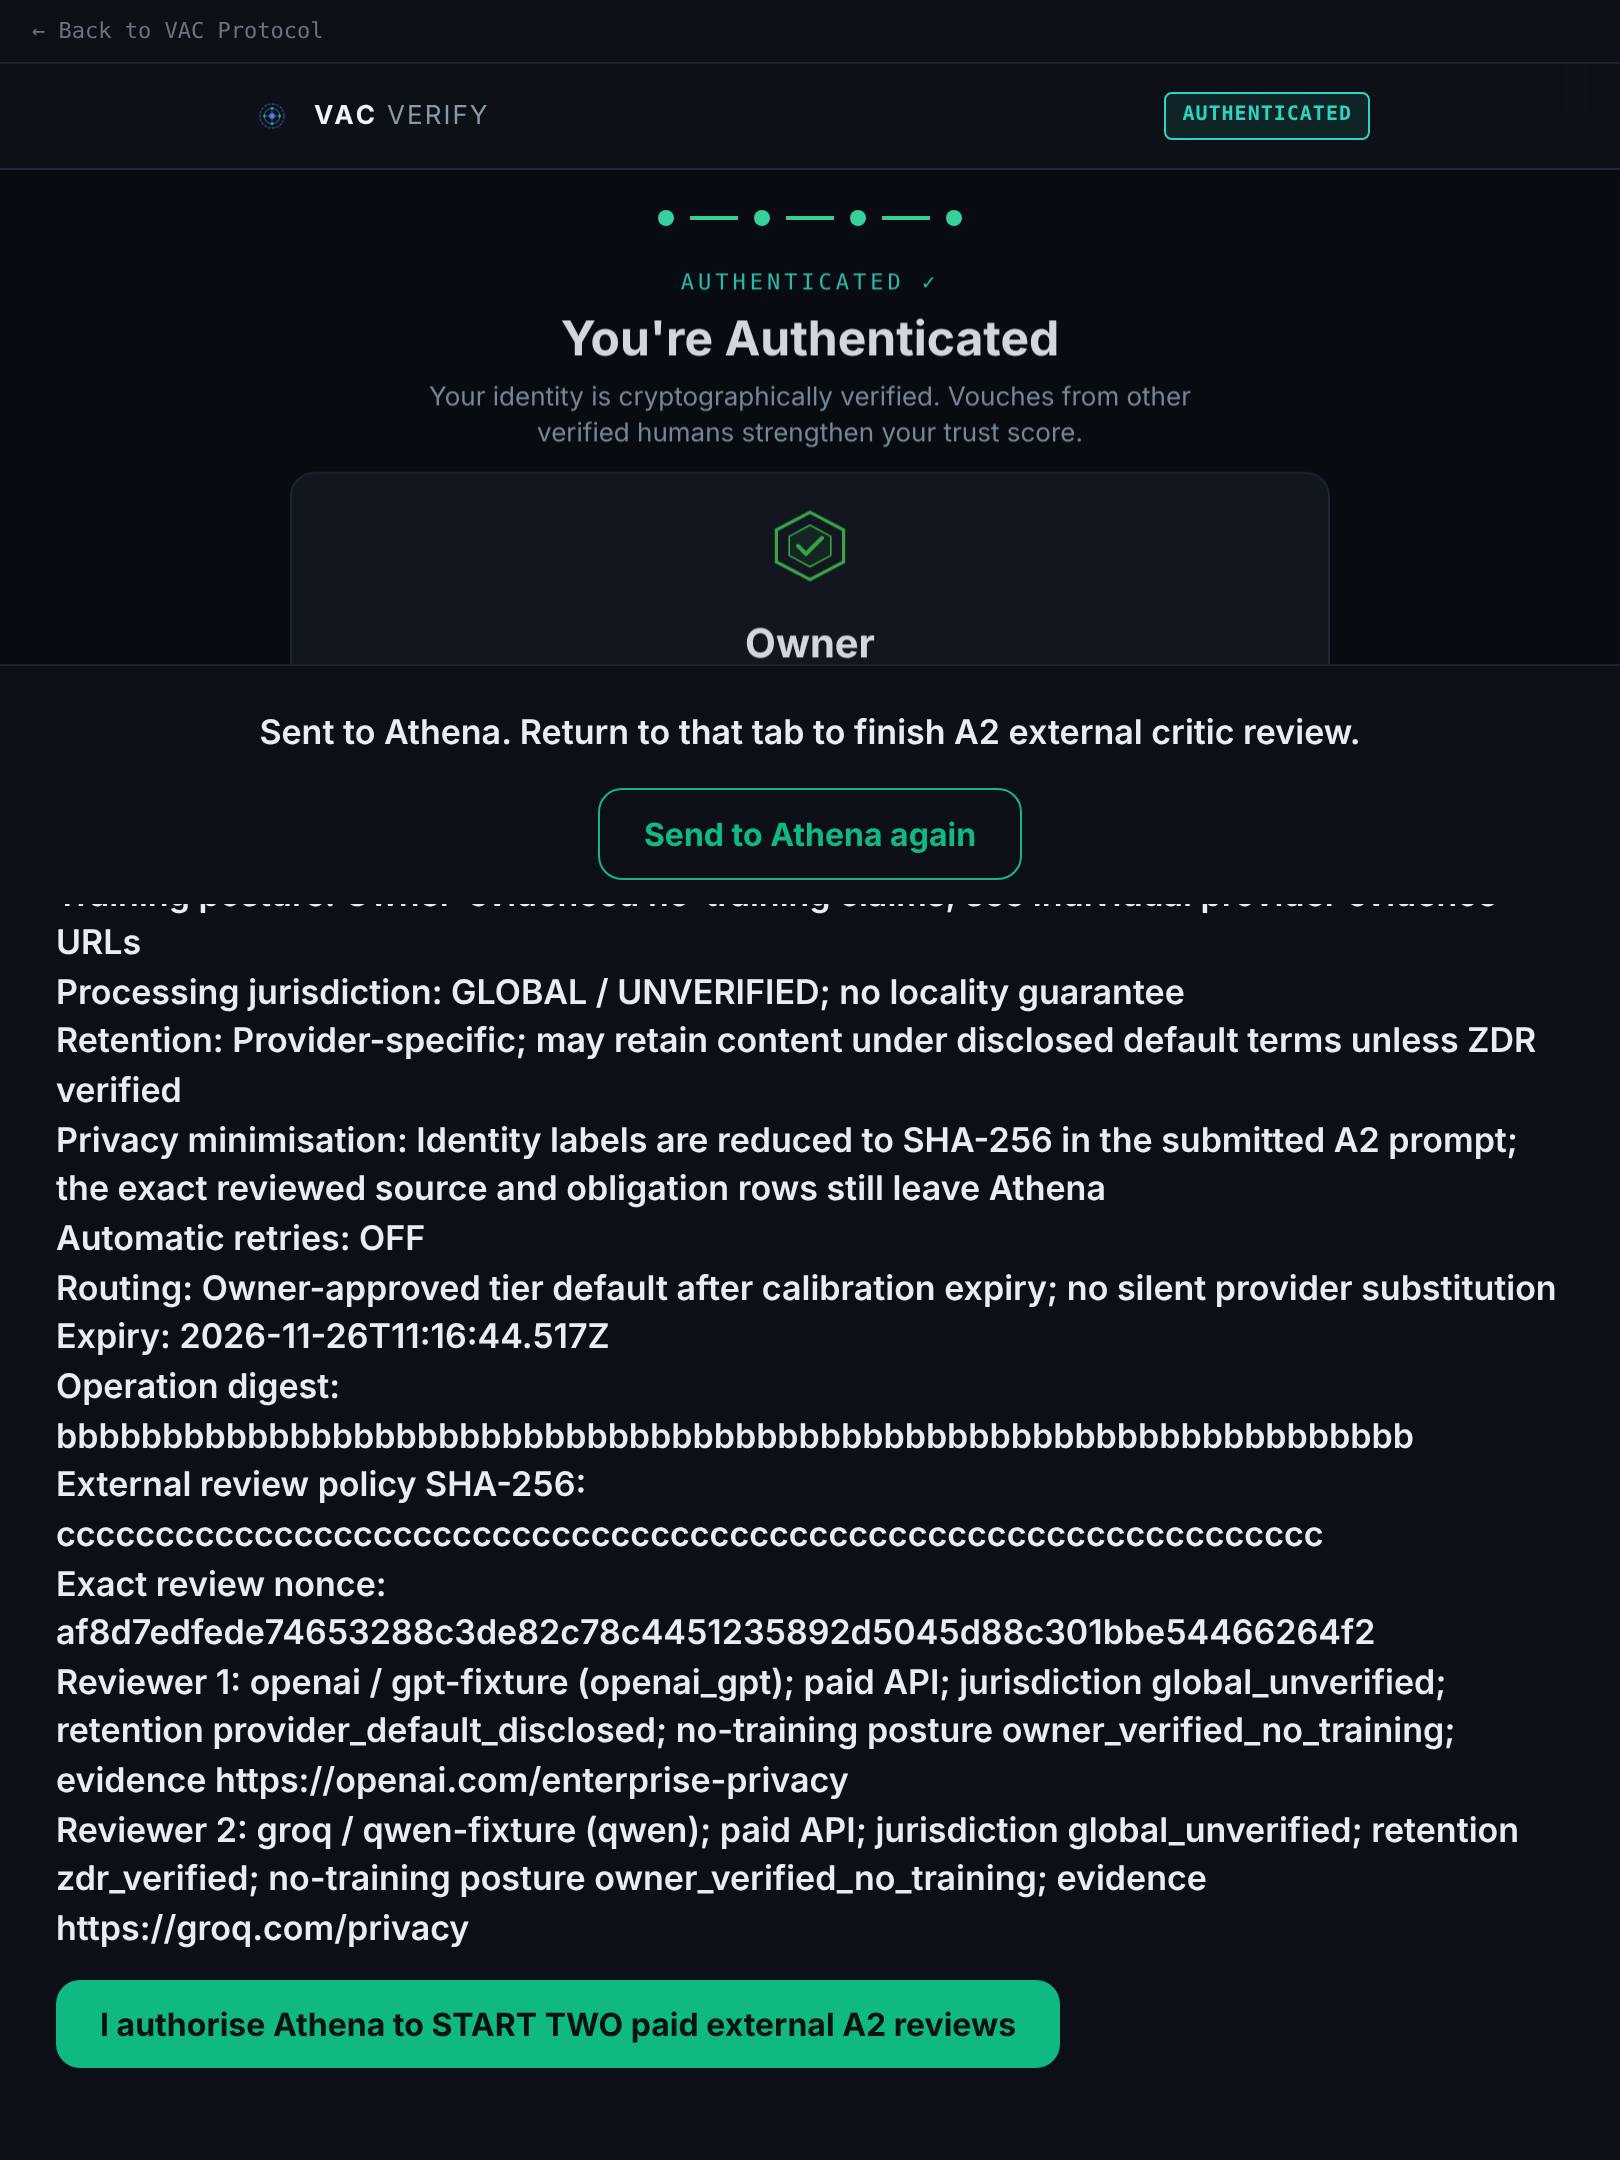 ← Back to VAC Protocol
VAC VERIFY
AUTHENTICATED
AUTHENTICATED ✓
You're Authenticated
Your identity is cryptographically verified. Vouches from other
verified humans strengthen your trust score.
Owner
Sent to Athena. Return to that tab to finish A2 external critic review.
Send to Athena again
URLs
Processing jurisdiction: GLOBAL / UNVERIFIED; no locality guarantee
Retention: Provider-specific; may retain content under disclosed default terms unless ZDR
verified
Privacy minimisation: Identity labels are reduced to SHA-256 in the submitted A2 prompt;
the exact reviewed source and obligation rows still leave Athena
Automatic retries: OFF
Routing: Owner-approved tier default after calibration expiry; no silent provider substitution
Expiry: 2026-11-26T11:16:44.517Z
Operation digest:
bbbbbbbbbbbbbbbbbbbbbbbbbbbbbbbbbbbbbbbbbbbbbbbbbbbbbbbbbbbbbbbb
External review policy SHA-256:
cccccccccccccccccccccccccccccccccccccccccccccccccccccccccccccccc
Exact review nonce:
af8d7edfede74653288c3de82c78c4451235892d5045d88c301bbe54466264f2
Reviewer 1: openai / gpt-fixture (openai_gpt); paid API; jurisdiction global_unverified;
retention provider_default_disclosed; no-training posture owner_verified_no_training;
evidence https://openai.com/enterprise-privacy
Reviewer 2: groq / qwen-fixture (qwen); paid API; jurisdiction global_unverified; retention
zdr_verified; no-training posture owner_verified_no_training; evidence
https://groq.com/privacy
I authorise Athena to START TWO paid external A2 reviews